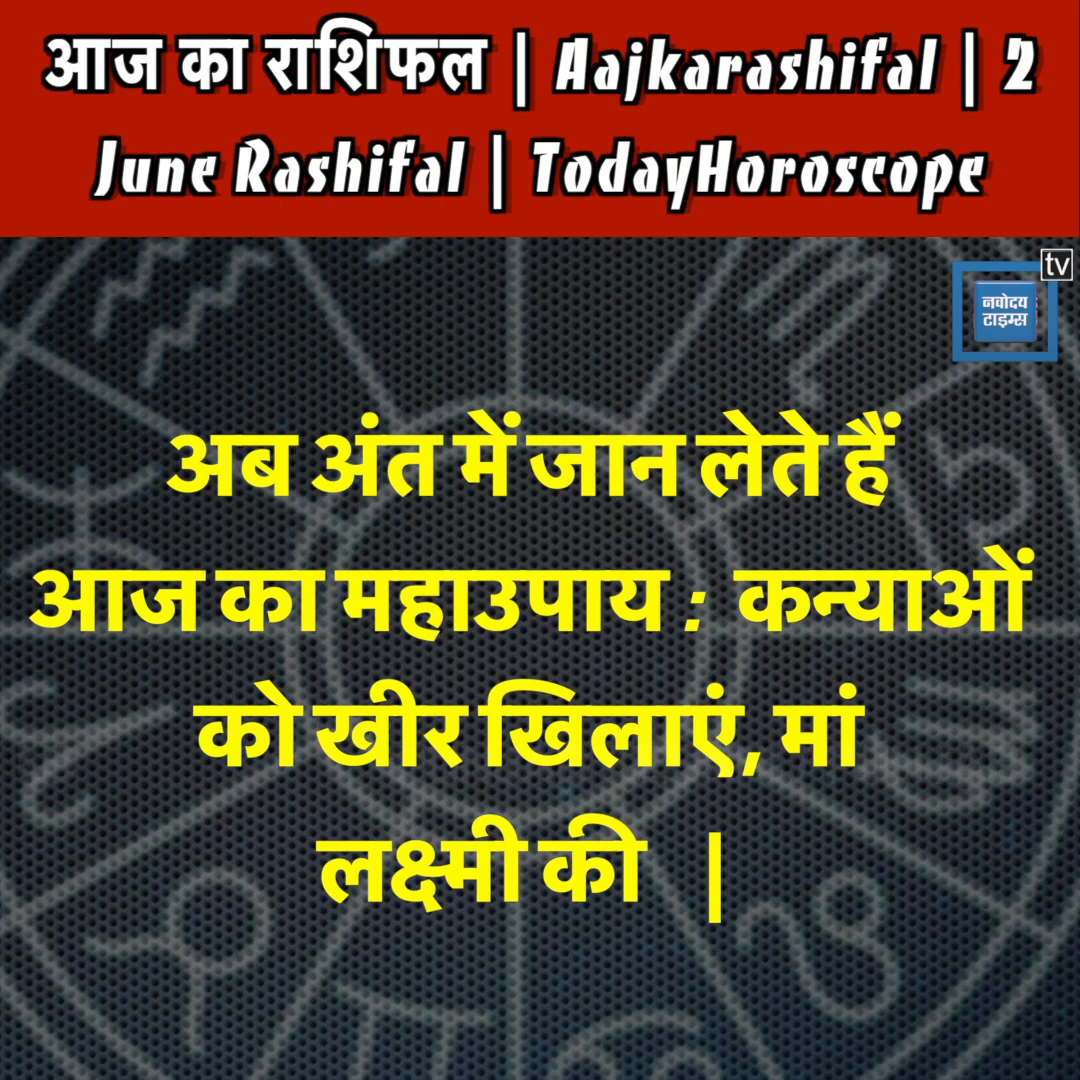 आज का राशिफल | Aajkarashifal | 2
June Rashifal | TodayHoroscope
tv
नवोदय
टाइम्स
अब अंत में जान लेते हैं
आज का महाउपाय : कन्याओं
को खीर खिलाएं, मां
लक्ष्मी की |